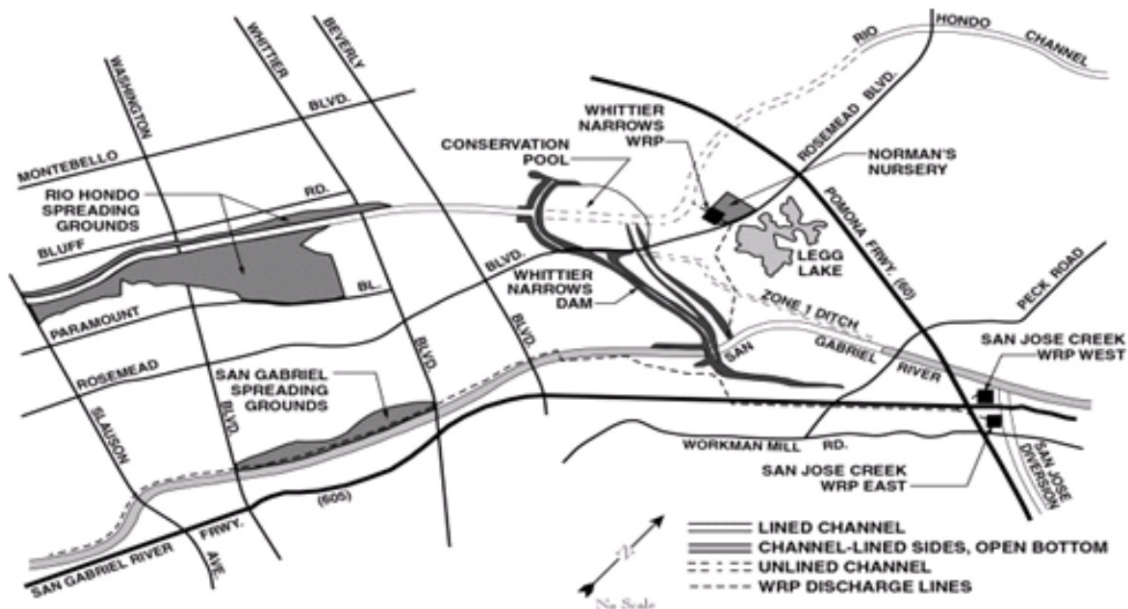 BEVERLY
WHITTIER
WASHINGTON
BLVD.
MONTEBELLO
RIO HONDO
SPREADING
GROUNDS
RD.
BLUFF
BL.
PARAMOUNT
ROSEMEAD
BLVD.
SLAUSON
AVE.
BLVD.
BLVD.
BLVD.
SAN GABRIEL
SPREADING
GROUNDS
(605)
SAN GABRIEL RIVER FRWY.
CONSERVATION
POOL
WHITTIER
NARROWS
WRP
WHITTIER
NARROWS
DAM
RIO HONDO CHANNEL
ROSEMEAD BLVD.
NORMAN'S
NURSERY
LEGG
LAKE
POMONA FRWY. (60)
PECK ROAD
ZONE 1 DITCH
SAN GABRIEL RIVER
SAN JOSE CREEK
WRP WEST
WORKMAN MILL RD.
SAN JOSE CREEK
WRP EAST
SAN JOSE
DIVERSION
N
No Scale
LINED CHANNEL
CHANNEL-LINED SIDES, OPEN BOTTOM
UNLINED CHANNEL
WRP DISCHARGE LINES